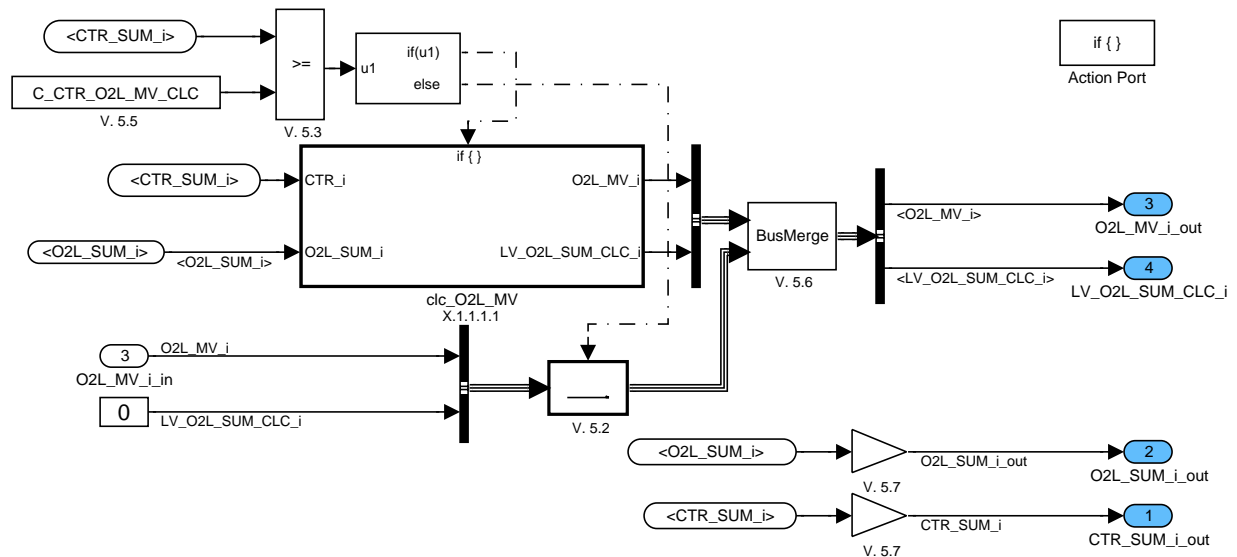 <CTR_SUM_i>
C_CTR_O2L_MV_CLC
V. 5.5
>=
V. 5.3
u1
if(u1)
else
if { }
Action Port
<CTR_SUM_i>
<O2L_SUM_i>
<O2L_SUM_i>
if { }
CTR_i
O2L_SUM_i
O2L_MV_i
LV_O2L_SUM_CLC_i
clc_O2L_MV
X.1.1.1.1
BusMerge
V. 5.6
<O2L_MV_i>
3
O2L_MV_i_out
<LV_O2L_SUM_CLC_i>
4
LV_O2L_SUM_CLC_i
3
O2L_MV_i_in
O2L_MV_i
0
LV_O2L_SUM_CLC_i
V. 5.2
<O2L_SUM_i>
V. 5.7
O2L_SUM_i_out
2
O2L_SUM_i_out
<CTR_SUM_i>
V. 5.7
CTR_SUM_i
1
CTR_SUM_i_out